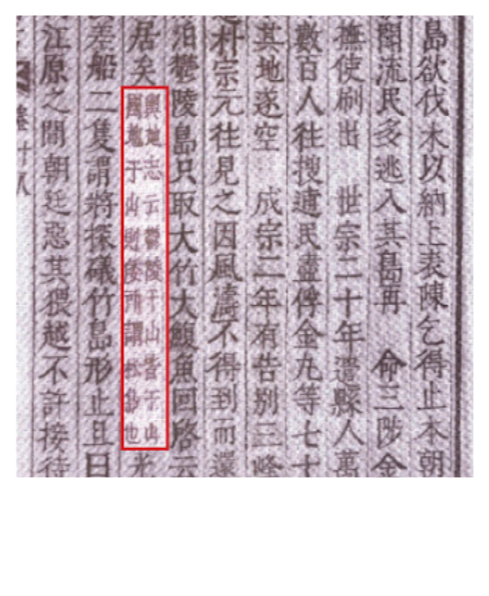 島欲伐木以納上表陳乞得止本朝
聞流民多逃入其島再 命三陟金
撫使刷出 世宗二十年遣縣人萬
數百人往搜逋民盡俘金九等七十
其地遂空 成宗二年有告別三峰
朴宗元往見之因風濤不得到而還
泊鬱陵島只取大竹大鰒魚回啓云
居矣
輿地志云鬱陵于山皆于山
國地于山則倭所謂松島也
光
差船二隻謂將探礒竹島形止且曰
江原之間朝廷惡其猥越不許接待
卷十八